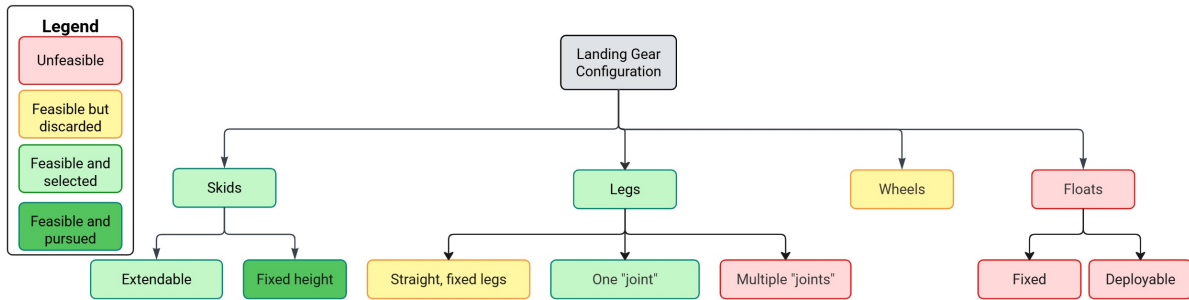 Legend
Unfeasible
Feasible but
discarded
Feasible and
selected
Feasible and
pursued
Landing Gear
Configuration
Skids
Legs
Wheels
Floats
Extendable
Fixed height
Straight, fixed legs
One "joint"
Multiple "joints"
Fixed
Deployable